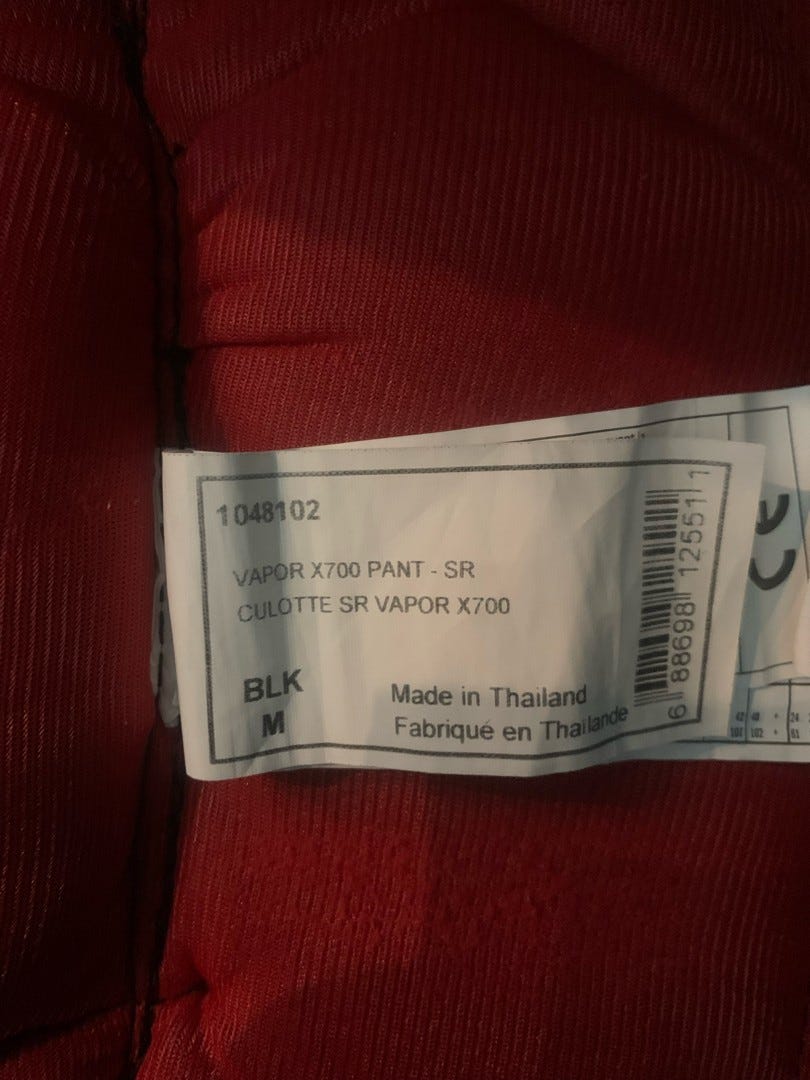 1048102
VAPOR X700 PANT - SR
CULOTTE SR VAPOR X700
BLK
M
Made in Thailand
Fabriqué en Thailande
6 88698 12551 1
CE